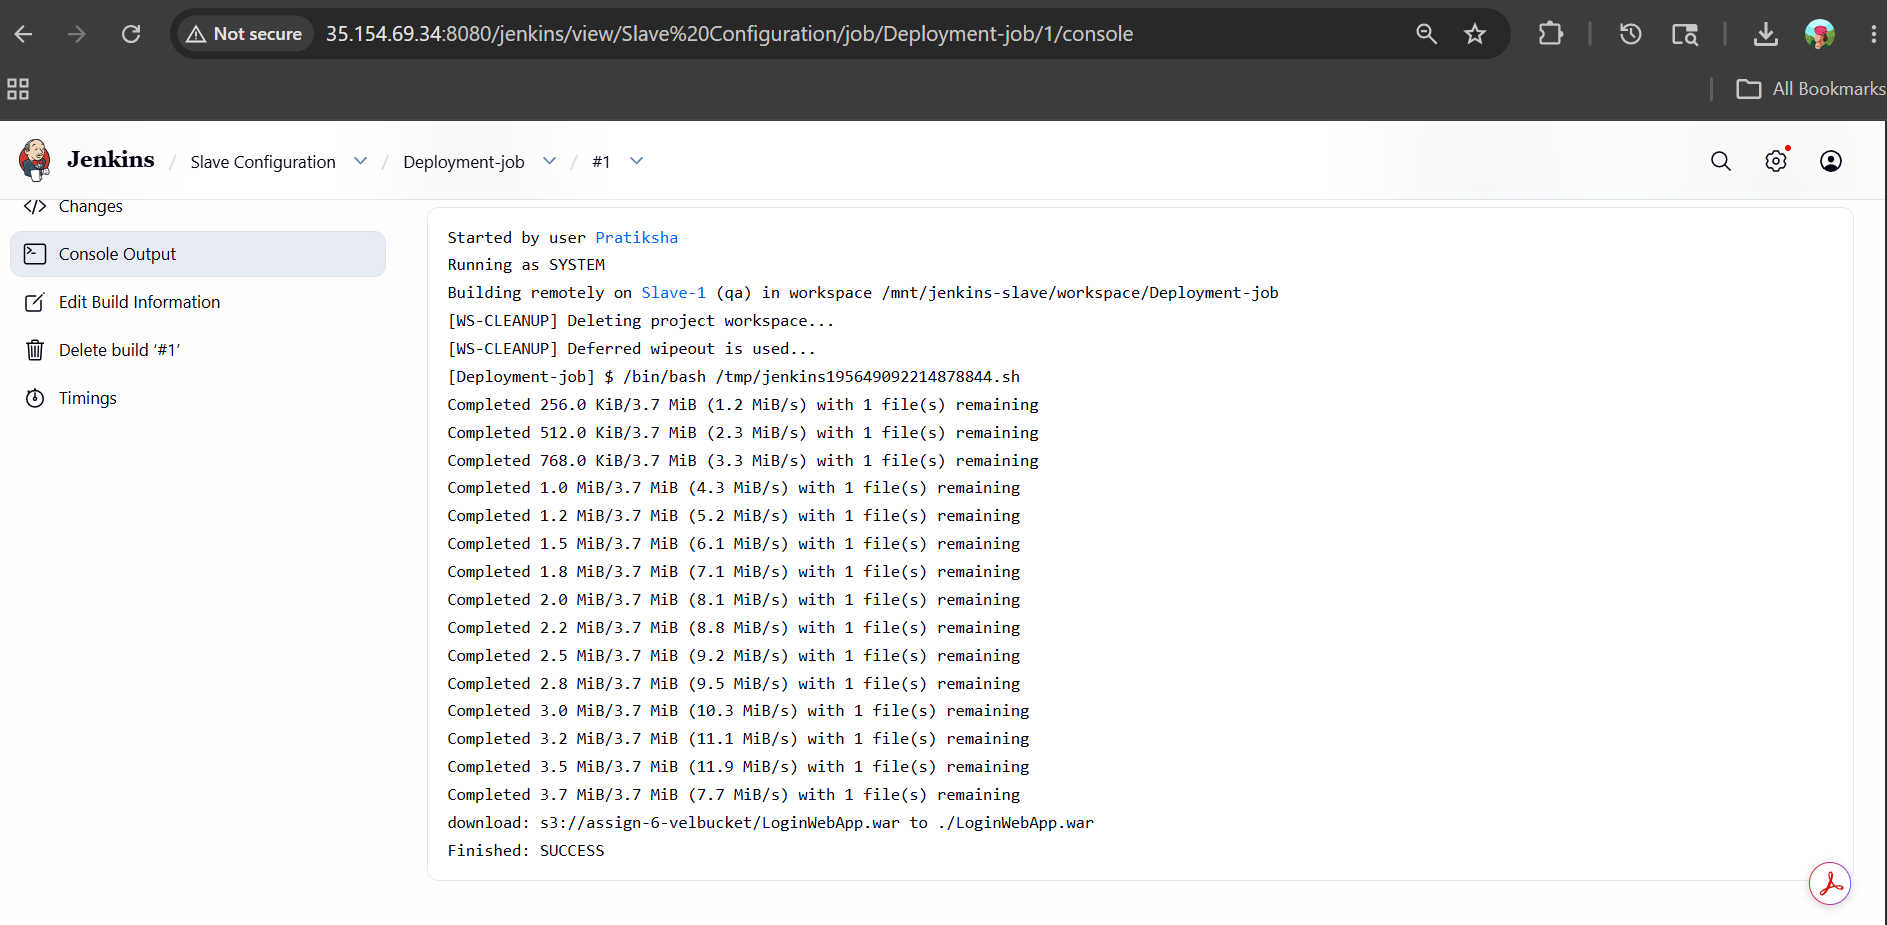 Not secure 35.154.69.34:8080/jenkins/view/Slave%20Configuration/job/Deployment-job/1/console
All Bookmarks
Jenkins / Slave Configuration / Deployment-job / #1
Changes
Console Output
Edit Build Information
Delete build ‘#1’
Timings
Started by user Pratiksha
Running as SYSTEM
Building remotely on Slave-1 (qa) in workspace /mnt/jenkins-slave/workspace/Deployment-job
[WS-CLEANUP] Deleting project workspace...
[WS-CLEANUP] Deferred wipeout is used...
[Deployment-job] $ /bin/bash /tmp/jenkins195649092214878844.sh
Completed 256.0 KiB/3.7 MiB (1.2 MiB/s) with 1 file(s) remaining
Completed 512.0 KiB/3.7 MiB (2.3 MiB/s) with 1 file(s) remaining
Completed 768.0 KiB/3.7 MiB (3.3 MiB/s) with 1 file(s) remaining
Completed 1.0 MiB/3.7 MiB (4.3 MiB/s) with 1 file(s) remaining
Completed 1.2 MiB/3.7 MiB (5.2 MiB/s) with 1 file(s) remaining
Completed 1.5 MiB/3.7 MiB (6.1 MiB/s) with 1 file(s) remaining
Completed 1.8 MiB/3.7 MiB (7.1 MiB/s) with 1 file(s) remaining
Completed 2.0 MiB/3.7 MiB (8.1 MiB/s) with 1 file(s) remaining
Completed 2.2 MiB/3.7 MiB (8.8 MiB/s) with 1 file(s) remaining
Completed 2.5 MiB/3.7 MiB (9.2 MiB/s) with 1 file(s) remaining
Completed 2.8 MiB/3.7 MiB (9.5 MiB/s) with 1 file(s) remaining
Completed 3.0 MiB/3.7 MiB (10.3 MiB/s) with 1 file(s) remaining
Completed 3.2 MiB/3.7 MiB (11.1 MiB/s) with 1 file(s) remaining
Completed 3.5 MiB/3.7 MiB (11.9 MiB/s) with 1 file(s) remaining
Completed 3.7 MiB/3.7 MiB (7.7 MiB/s) with 1 file(s) remaining
download: s3://assign-6-velbucket/LoginWebApp.war to ./LoginWebApp.war
Finished: SUCCESS